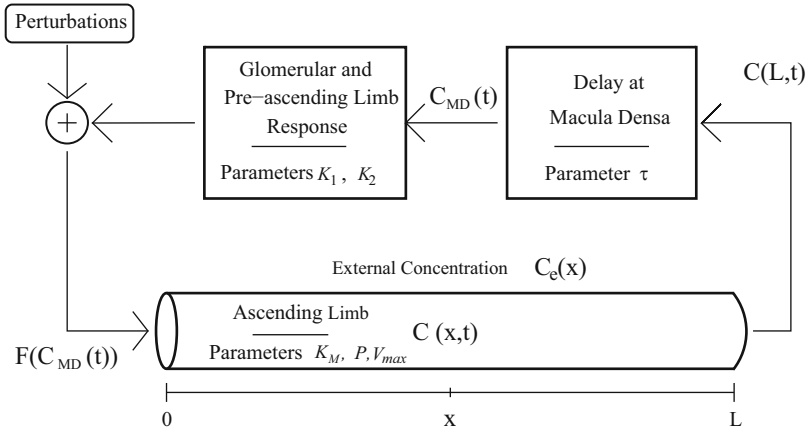 Perturbations
+
Glomerular and
Pre−ascending Limb
Response
Parameters K1 , K2
CMD(t)
Delay at
Macula Densa
Parameter τ
C(L,t)
External Concentration Ce(x)
Ascending Limb
Parameters KM, P, Vmax
C (x,t)
F(CMD(t))
0
x
L